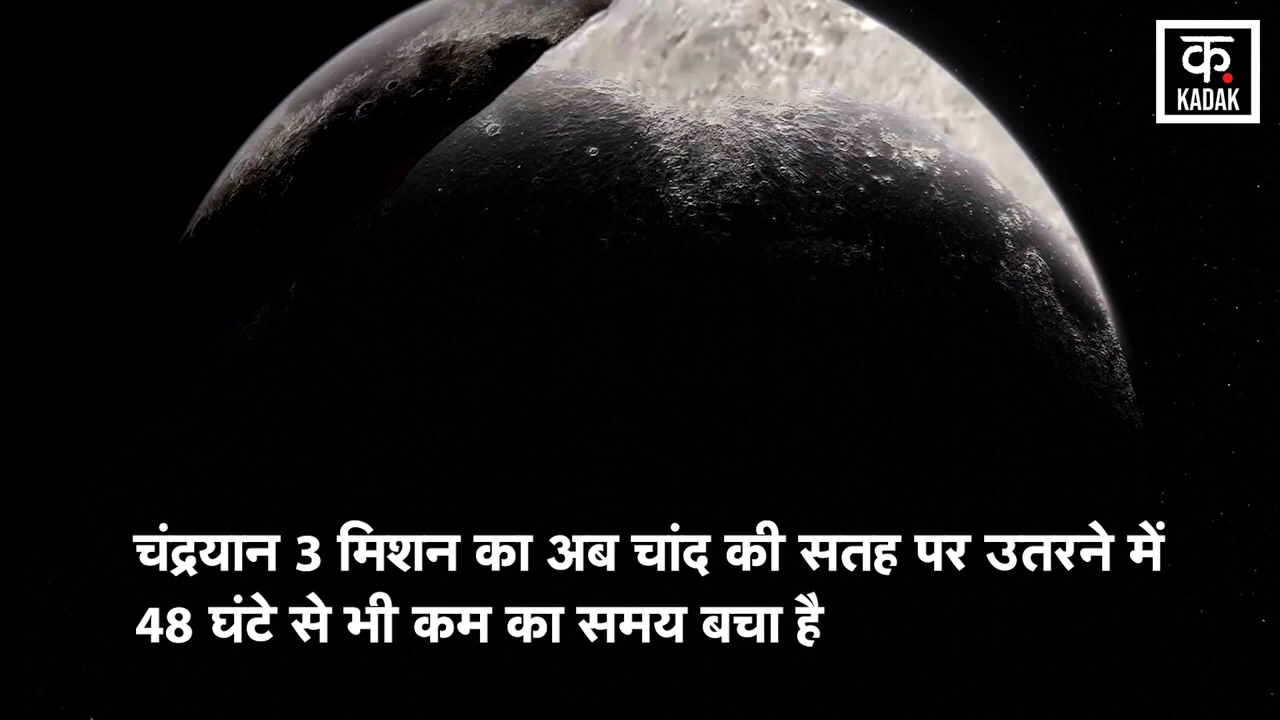 क.
KADAK
चंद्रयान 3 मिशन का अब चांद की सतह पर उतरने में
48 घंटे से भी कम का समय बचा है